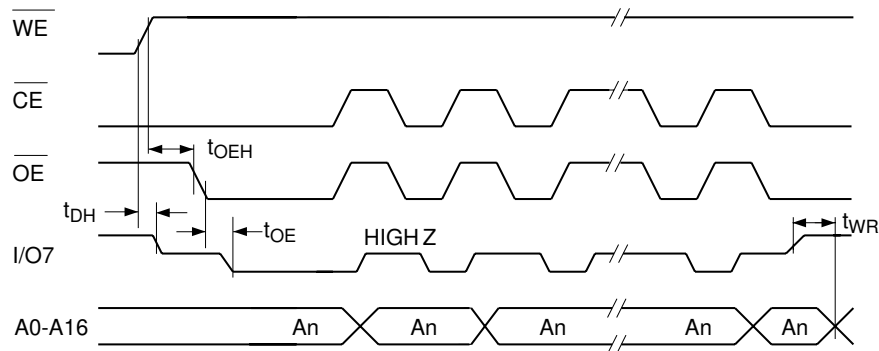 WE
CE
tOEH
OE
tDH
tOE
HIGH Z
tWR
I/O7
A0-A16
An
An
An
An
An